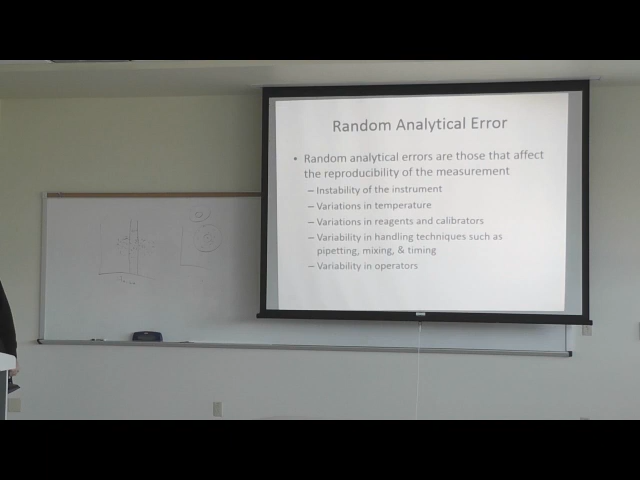 Random Analytical Error
• Random analytical errors are those that affect
the reproducibility of the measurement
– Instability of the instrument
– Variations in temperature
– Variations in reagents and calibrators
– Variability in handling techniques such as
pipetting, mixing, & timing
– Variability in operators